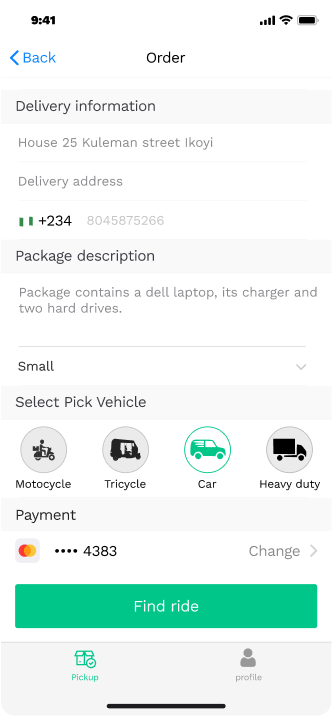 9:41
Back
Order
Delivery information
House 25 Kuleman street Ikoyi
Delivery address
+234 8045875266
Package description
Package contains a dell laptop, its charger and
two hard drives.
Small
Select Pick Vehicle
Motocycle Tricycle Car Heavy duty
Payment
•••• 4383 Change
Find ride
Pickup profile